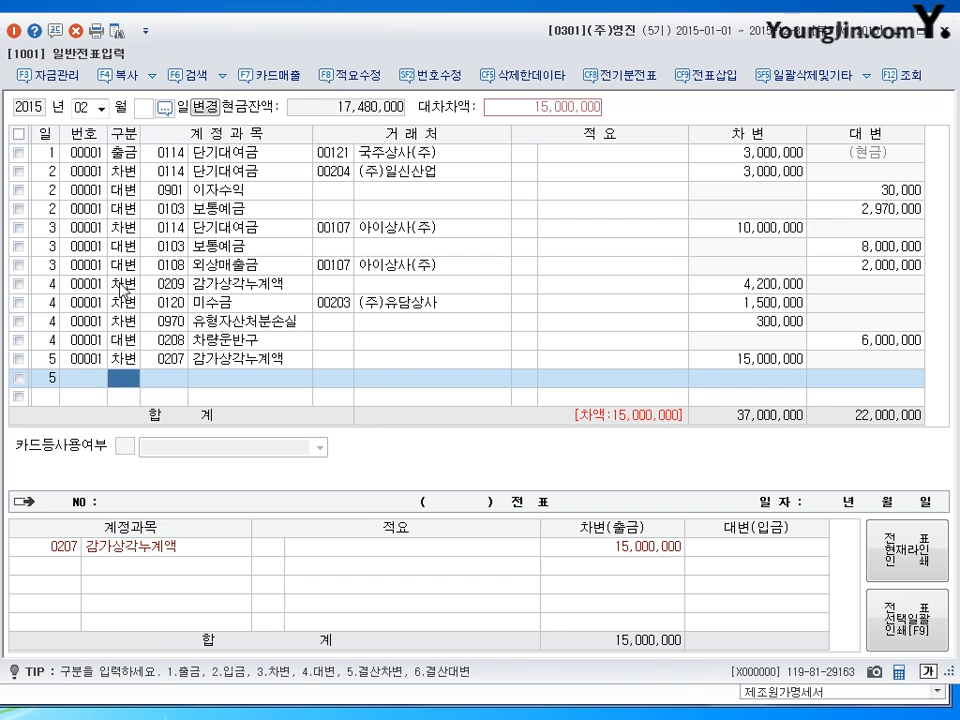 [0301](주)영진 (5기) 2015-01-01 ~ 2015-12-
Younglin.com Y.
[1001] 일반전표입력
F3 자금관리 F4 복사 F6 검색 F7 카드매출 F8 적요수정 SF2 번호수정 CF5 삭제한데이타 CF8 전기분전표 CF9 전표삽입 SF5 일괄삭제및기타 F12 조회
2015 년 02 월 일 변경 현금잔액: 17,480,000 대차차액: 15,000,000
일 번호 구분 계 정 과 목 거 래 처 적 요 차 변 대 변
1 00001 출금 0114 단기대여금 00121 국주상사(주) 3,000,000 (현금)
2 00001 차변 0114 단기대여금 00204 (주)일신산업 3,000,000
2 00001 대변 0901 이자수익 30,000
2 00001 대변 0103 보통예금 2,970,000
3 00001 차변 0114 단기대여금 00107 아이상사(주) 10,000,000
3 00001 대변 0103 보통예금 8,000,000
3 00001 대변 0108 외상매출금 00107 아이상사(주) 2,000,000
4 00001 차변 0209 감가상각누계액 4,200,000
4 00001 차변 0120 미수금 00203 (주)유담상사 1,500,000
4 00001 차변 0970 유형자산처분손실 300,000
4 00001 대변 0208 차량운반구 6,000,000
5 00001 차변 0207 감가상각누계액 15,000,000
5
합 계 [차액:15,000,000] 37,000,000 22,000,000
카드등사용여부
NO : ( ) 전 표 일 자 : 년 월 일
계정과목 적요 차변(출금) 대변(입금)
0207 감가상각누계액 15,000,000
합 계 15,000,000
전 표
현재라인
인 쇄
전 표
선택일괄
인쇄[F9]
TIP : 구분을 입력하세요. 1.출금, 2.입금, 3.차변, 4.대변, 5.결산차변, 6.결산대변 [X000000] 119-81-29163 가
제조원가명세서